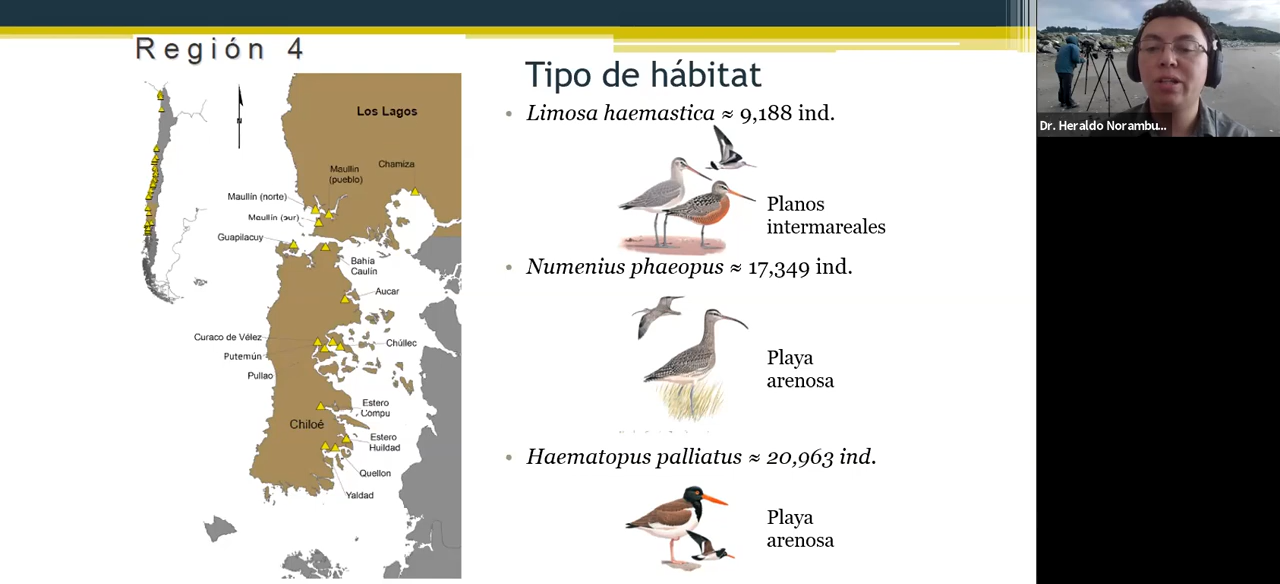 Región 4
Los Lagos
Chamiza
Maullín
(pueblo)
Maullín (norte)
Maullín (sur)
Guapilacuy
Bahía
Caulín
Aucar
Curaco de Vélez
Chúllec
Putemún
Pullao
Estero
Compu
Chiloé
Estero
Huildad
Quellon
Yaldad
Tipo de hábitat
• Limosa haemastica ≈ 9,188 ind.
Planos
intermareales
• Numenius phaeopus ≈ 17,349 ind.
Playa
arenosa
• Haematopus palliatus ≈ 20,963 ind.
Playa
arenosa
Dr. Heraldo Norambu...